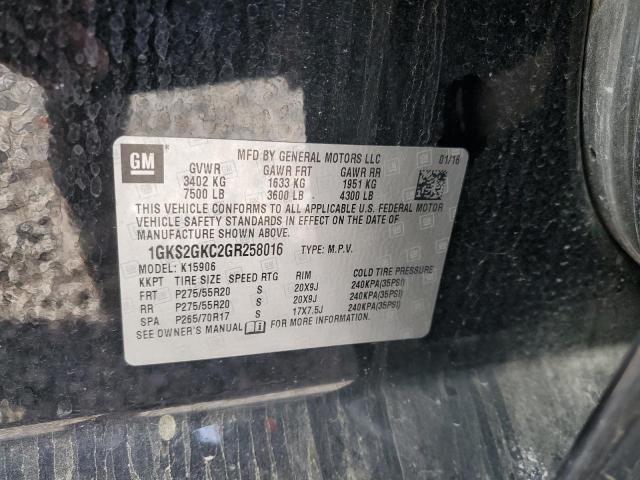 GM
MFD BY GENERAL MOTORS LLC 01/16
GVWR GAWR FRT GAWR RR
3402 KG 1633 KG 1951 KG
7500 LB 3600 LB 4300 LB
THIS VEHICLE CONFORMS TO ALL APPLICABLE U.S. FEDERAL MOTOR
VEHICLE SAFETY STANDARDS IN EFFECT ON THE DATE OF
MANUFACTURE SHOWN ABOVE.
1GKS2GKC2GR258016 TYPE: M.P.V.
MODEL: K15906
KKPT TIRE SIZE SPEED RTG RIM COLD TIRE PRESSURE
FRT P275/55R20 S 20X9J 240KPA(35PSI)
RR P275/55R20 S 20X9J 240KPA(35PSI)
SPA P265/70R17 S 17X7.5J 240KPA(35PSI)
SEE OWNER'S MANUAL FOR MORE INFORMATION.